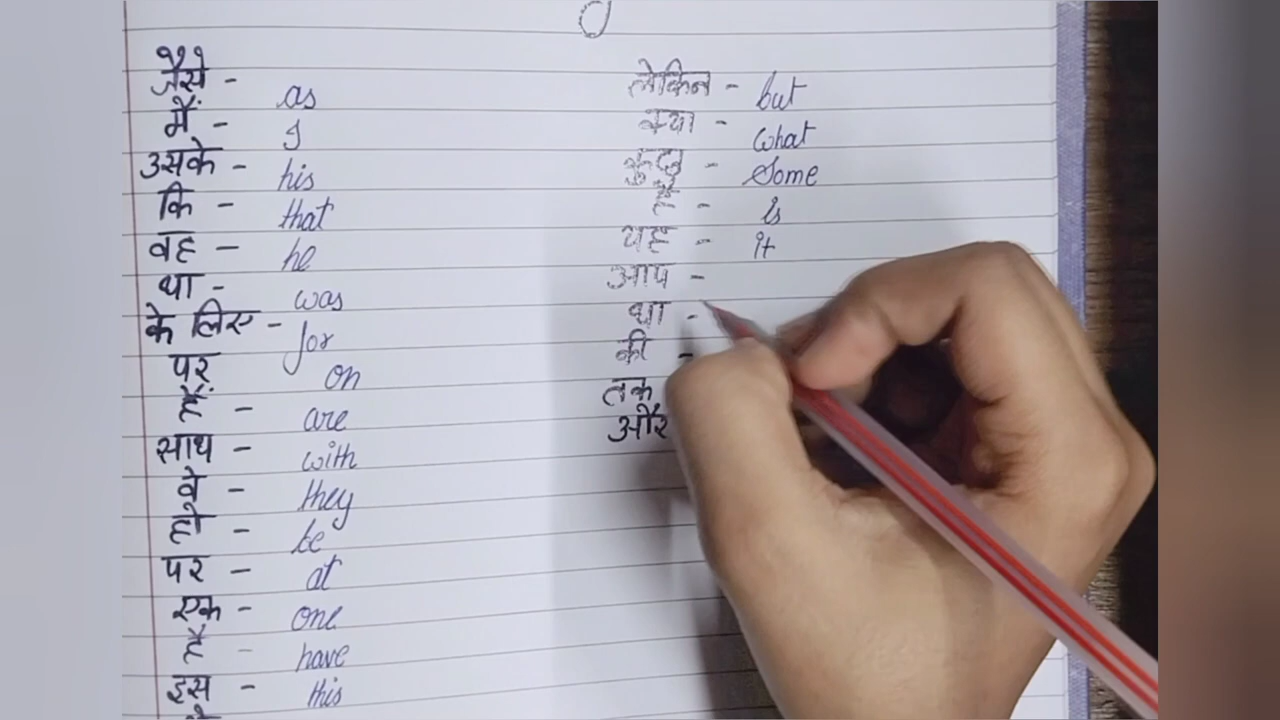 जैसे - as
में - I
उसके - his
कि - that
वह - he
था - was
के लिए - for
पर on
हैं - are
साथ - with
वे - they
हो - be
पर - at
एक - one
हैं - have
इस - this
लेकिन - but
क्या - what
कुछ - Some
है - is
यह - it
आप -
था -
की -
तक
और